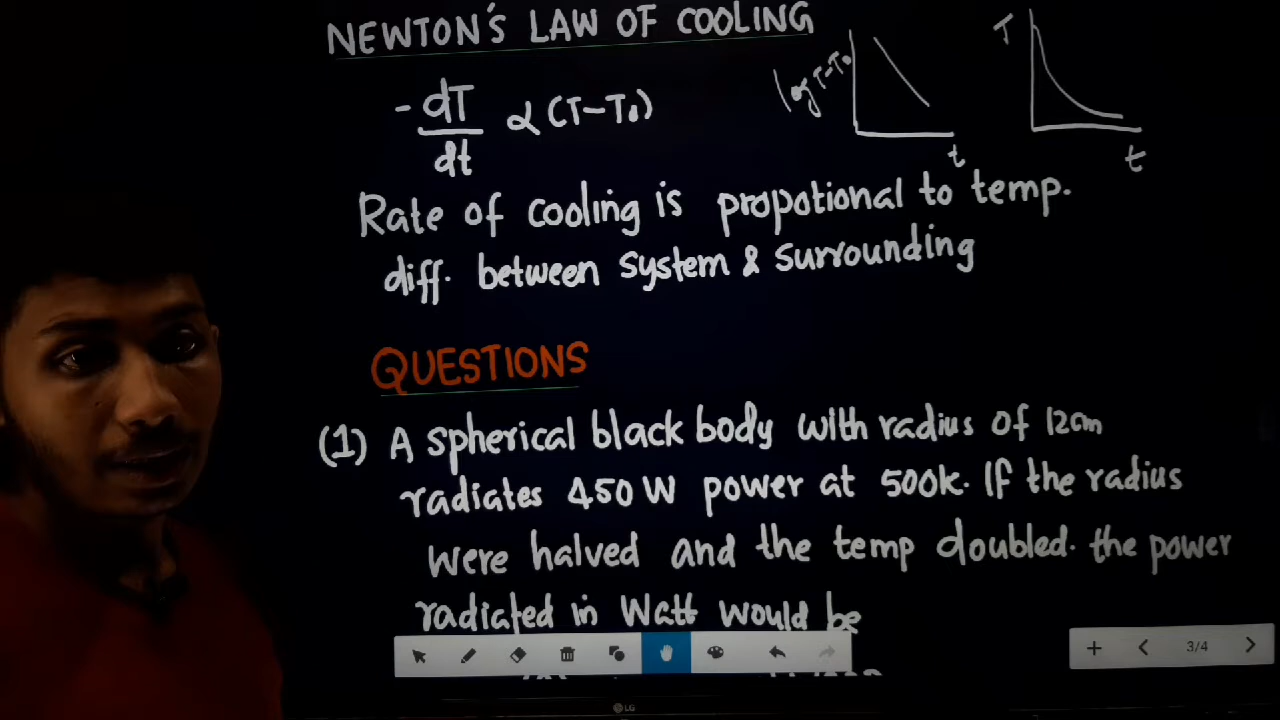 NEWTON'S LAW OF COOLING
-dT/dt ∝ (T-T₀)
log T-T₀
t
T
t
Rate of cooling is propotional to temp.
diff. between system & surrounding
QUESTIONS
(1) A spherical black body with radius of 12cm
radiates 450 W power at 500k. If the radius
were halved and the temp doubled. the power
radiated in Watt would be
3/4
LG